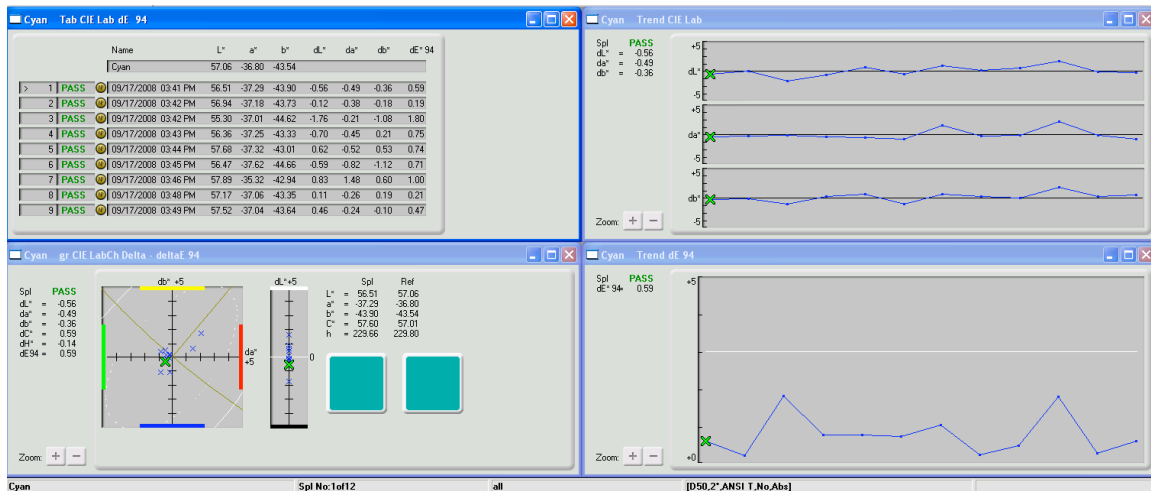 Cyan Tab CIE Lab dE 94
Name L* a* b* dL* da* db* dE* 94
Cyan 57.06 -36.80 -43.54
> 1 PASS M 09/17/2008 03:41 PM 56.51 -37.29 -43.90 -0.56 -0.49 -0.36 0.59
2 PASS M 09/17/2008 03:42 PM 56.94 -37.18 -43.73 -0.12 -0.38 -0.18 0.19
3 PASS M 09/17/2008 03:42 PM 55.30 -37.01 -44.62 -1.76 -0.21 -1.08 1.80
4 PASS M 09/17/2008 03:43 PM 56.36 -37.25 -43.33 -0.70 -0.45 0.21 0.75
5 PASS M 09/17/2008 03:44 PM 57.68 -37.32 -43.01 0.62 -0.52 0.53 0.74
6 PASS M 09/17/2008 03:45 PM 56.47 -37.62 -44.66 -0.59 -0.82 -1.12 0.71
7 PASS M 09/17/2008 03:46 PM 57.89 -35.32 -42.94 0.83 1.48 0.60 1.00
8 PASS M 09/17/2008 03:48 PM 57.17 -37.06 -43.35 0.11 -0.26 0.19 0.21
9 PASS M 09/17/2008 03:49 PM 57.52 -37.04 -43.64 0.46 -0.24 -0.10 0.47
Cyan Trend CIE Lab
Spl PASS
dL* = -0.56
da* = -0.49
db* = -0.36
+5
dL*
-5
+5
da*
-5
+5
db*
-5
Zoom: + -
Cyan gr CIE LabCh Delta - deltaE 94
Spl PASS
dL* = -0.56
da* = -0.49
db* = -0.36
dC* = 0.59
dH* = -0.14
dE94 = 0.59
db* +5
da*
+5
dL*+5
0
Spl Ref
L* = 56.51 57.06
a* = -37.29 -36.80
b* = -43.90 -43.54
C* = 57.60 57.01
h = 229.66 229.80
Zoom: + -
Cyan Trend dE 94
Spl PASS
dE* 94= 0.59
+5
+0
Zoom: + -
Cyan Spl No:1of12 all [D50,2°,ANSI T,No,Abs]